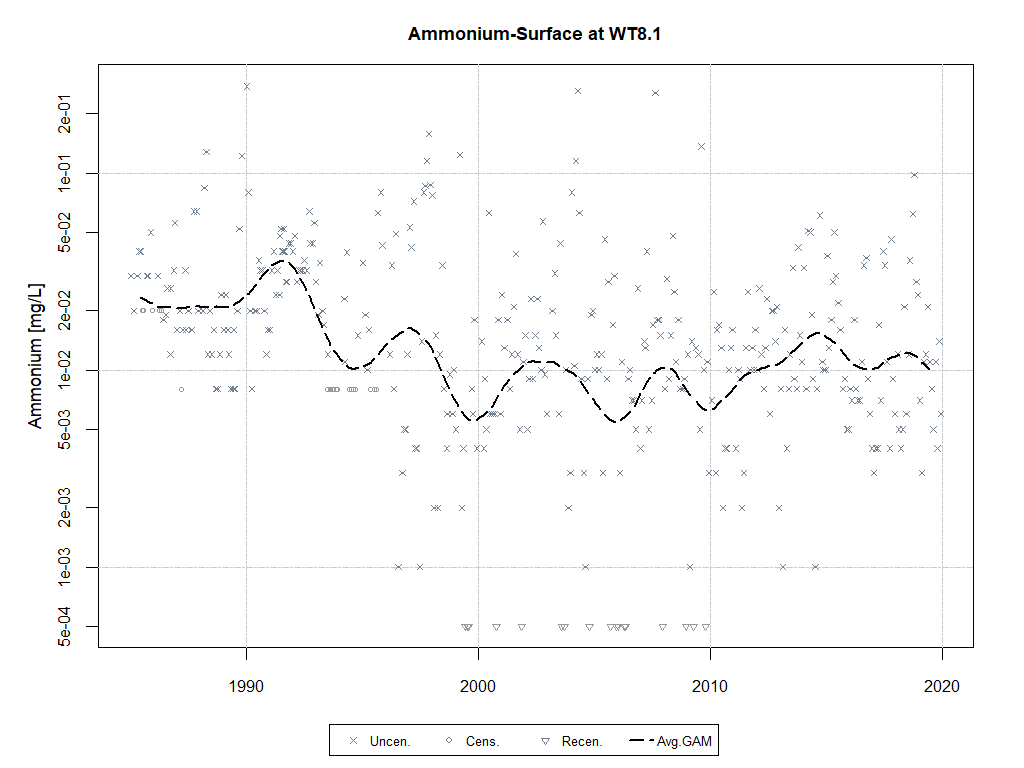 Ammonium-Surface at WT8.1
Ammonium [mg/L]
2e-01
1e-01
5e-02
2e-02
1e-02
5e-03
2e-03
1e-03
5e-04
1990 2000 2010 2020
Uncen. Cens. Recen. Avg.GAM